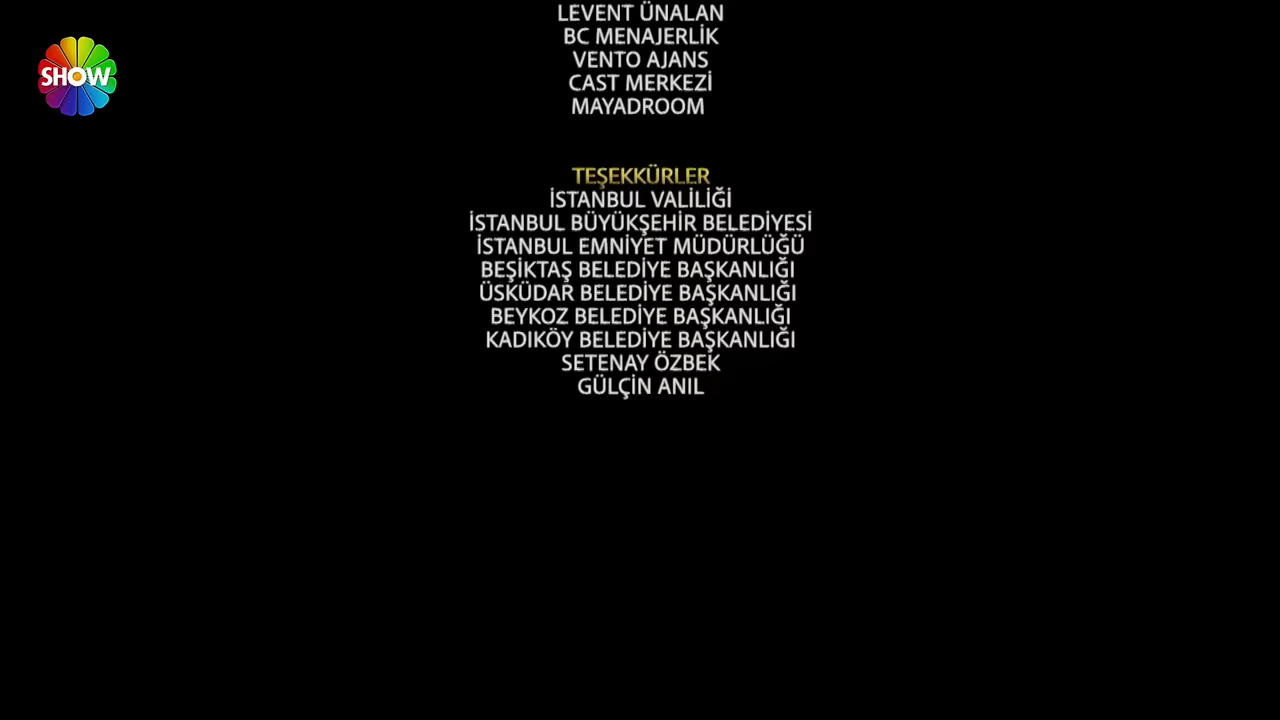 LEVENT ÜNALAN
BC MENAJERLİK
VENTO AJANS
CAST MERKEZİ
MAYADROOM
SHOW
TEŞEKKÜRLER
İSTANBUL VALİLİĞİ
İSTANBUL BÜYÜKŞEHİR BELEDİYESİ
İSTANBUL EMNİYET MÜDÜRLÜĞÜ
BEŞİKTAŞ BELEDİYE BAŞKANLIĞI
ÜSKÜDAR BELEDİYE BAŞKANLIĞI
BEYKOZ BELEDİYE BAŞKANLIĞI
KADIKÖY BELEDİYE BAŞKANLIĞI
SETENAY ÖZBEK
GÜLÇİN ANIL